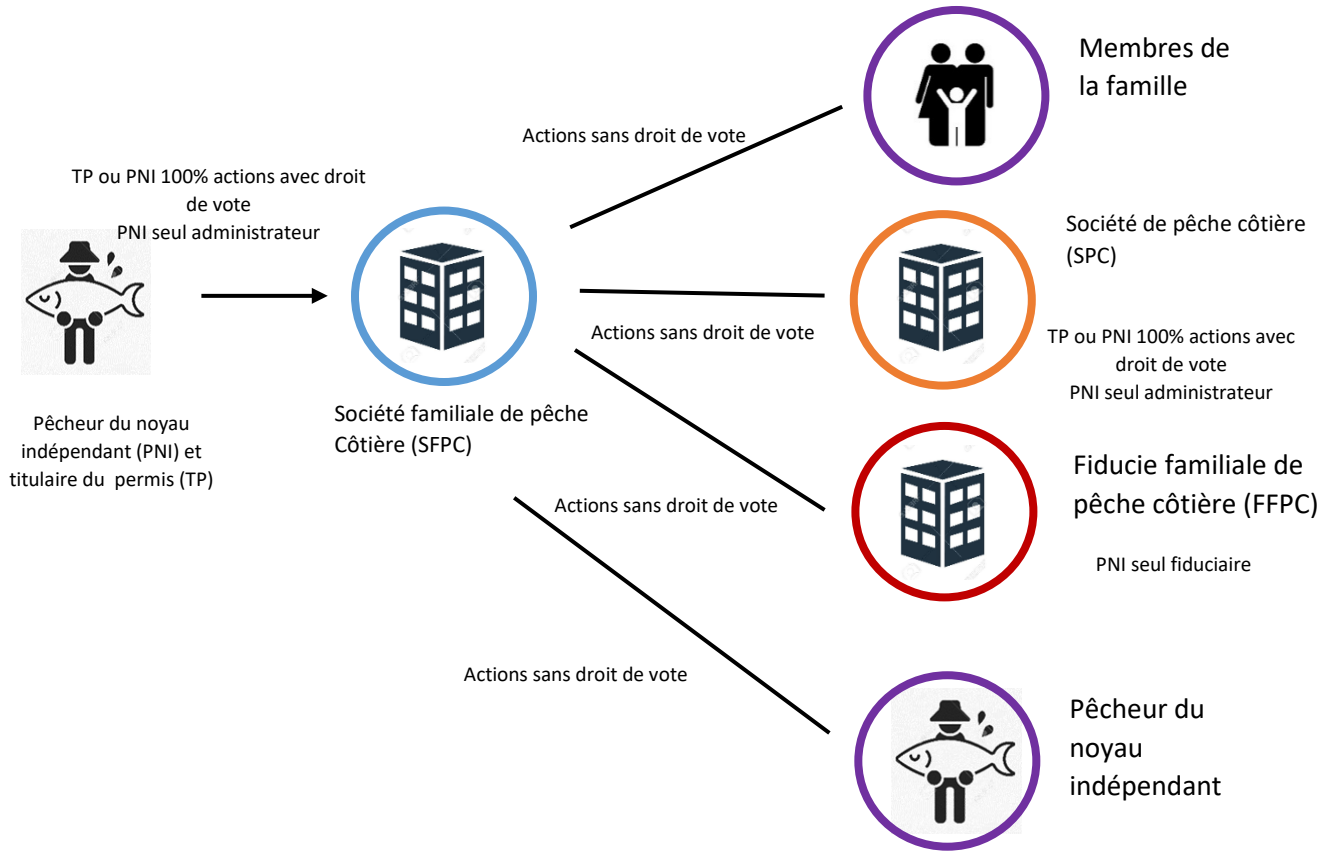 Membres de
la famille
Actions sans droit de vote
TP ou PNI 100% actions avec droit
de vote
PNI seul administrateur
Société de pêche côtière
(SPC)
Actions sans droit de vote
TP ou PNI 100% actions avec
droit de vote
PNI seul administrateur
Société familiale de pêche
Côtière (SFPC)
Pêcheur du noyau
indépendant (PNI) et
titulaire du permis (TP)
Fiducie familiale de
pêche côtière (FFPC)
Actions sans droit de vote
PNI seul fiduciaire
Actions sans droit de vote
Pêcheur du
noyau
indépendant